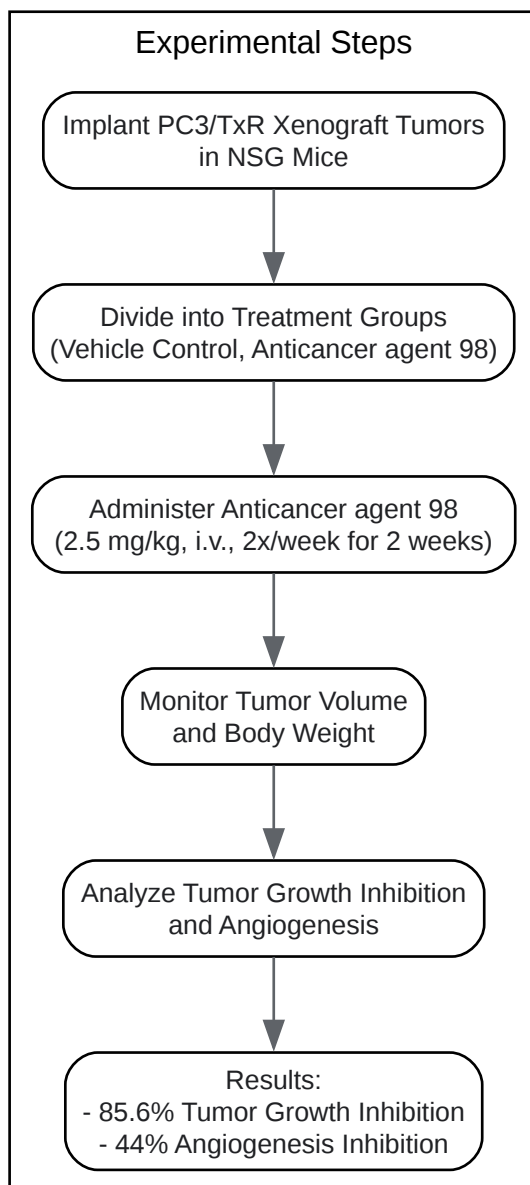 Experimental Steps
Implant PC3/TxR Xenograft Tumors
in NSG Mice
Divide into Treatment Groups
(Vehicle Control, Anticancer agent 98)
Administer Anticancer agent 98
(2.5 mg/kg, i.v., 2x/week for 2 weeks)
Monitor Tumor Volume
and Body Weight
Analyze Tumor Growth Inhibition
and Angiogenesis
Results:
- 85.6% Tumor Growth Inhibition
- 44% Angiogenesis Inhibition